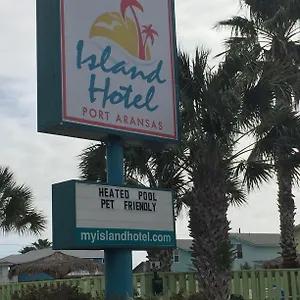 Island
Hotel
PORT ARANSAS
HEATED POOL
PET FRIENDLY
myislandhotel.com